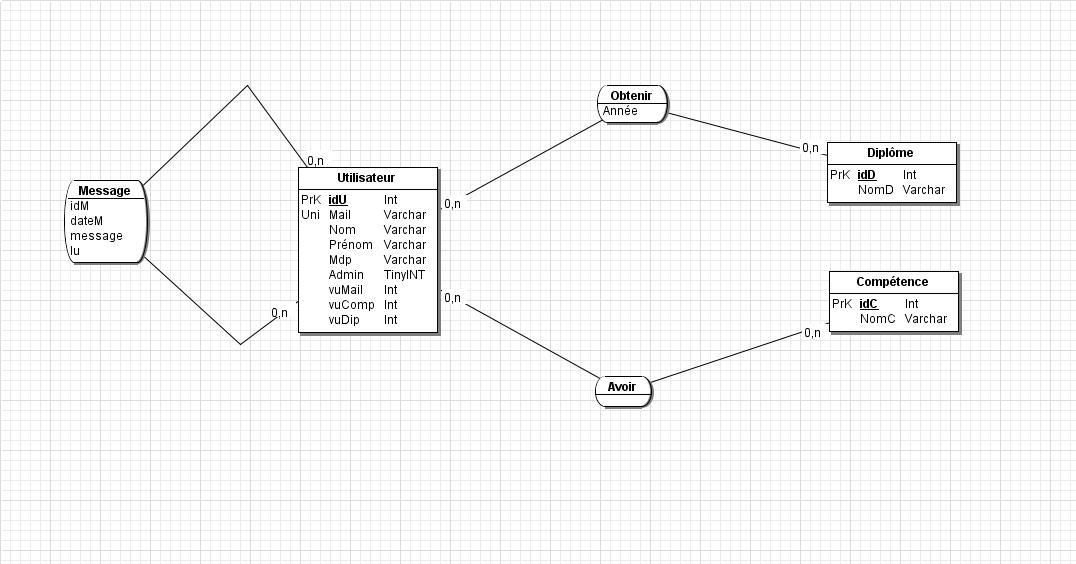 Message
idM
dateM
message
lu
0,n
0,n
Utilisateur
PrK idU Int
Uni Mail Varchar
Nom Varchar
Prénom Varchar
Mdp Varchar
Admin TinyINT
vuMail Int
vuComp Int
vuDip Int
0,n
0,n
Obtenir
Année
Avoir
0,n
Diplôme
PrK idD Int
NomD Varchar
Compétence
PrK idC Int
NomC Varchar
0,n